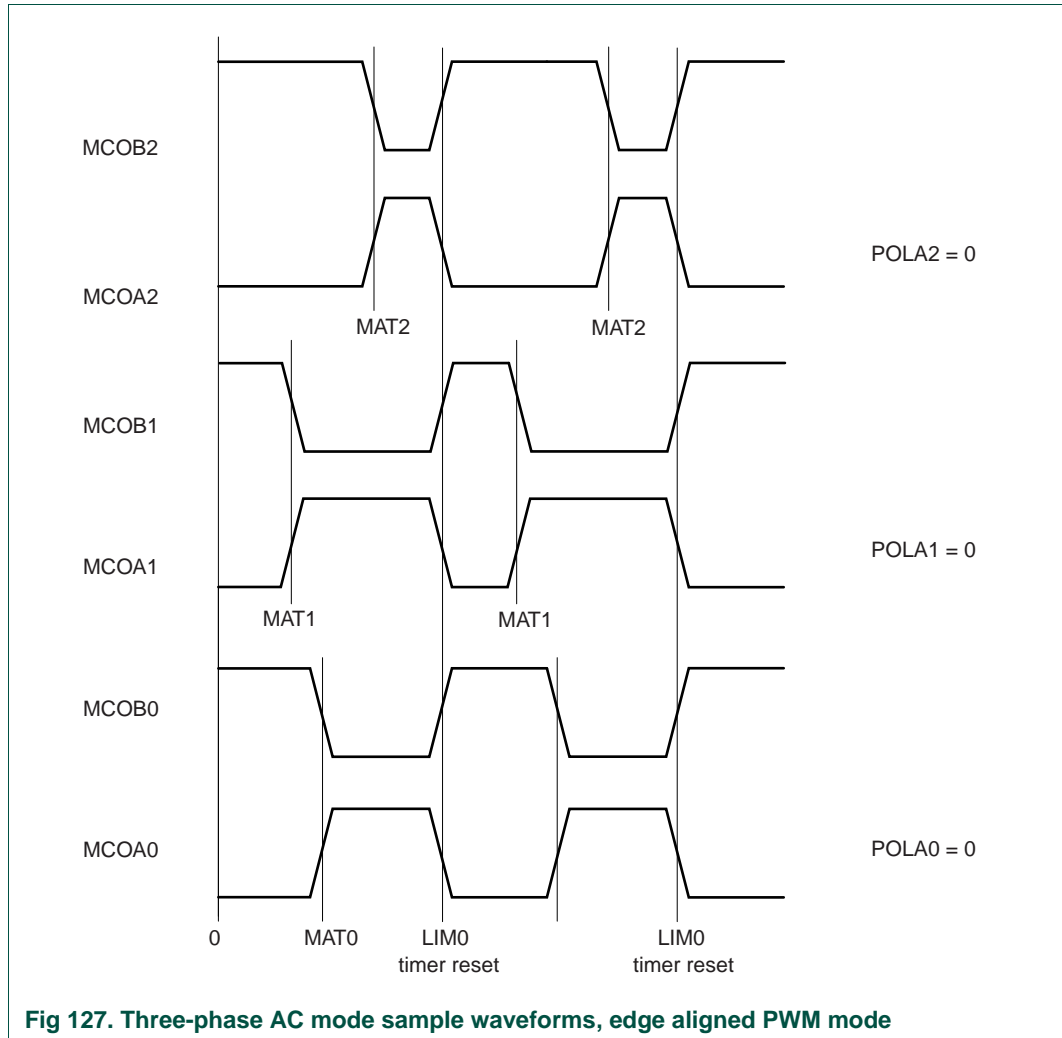 MCOB2
POLA2 = 0
MCOA2
MAT2 MAT2
MCOB1
POLA1 = 0
MCOA1
MAT1 MAT1
MCOB0
MCOA0 POLA0 = 0
0 MAT0 LIM0 LIM0
timer reset timer reset
Fig 127. Three-phase AC mode sample waveforms, edge aligned PWM mode